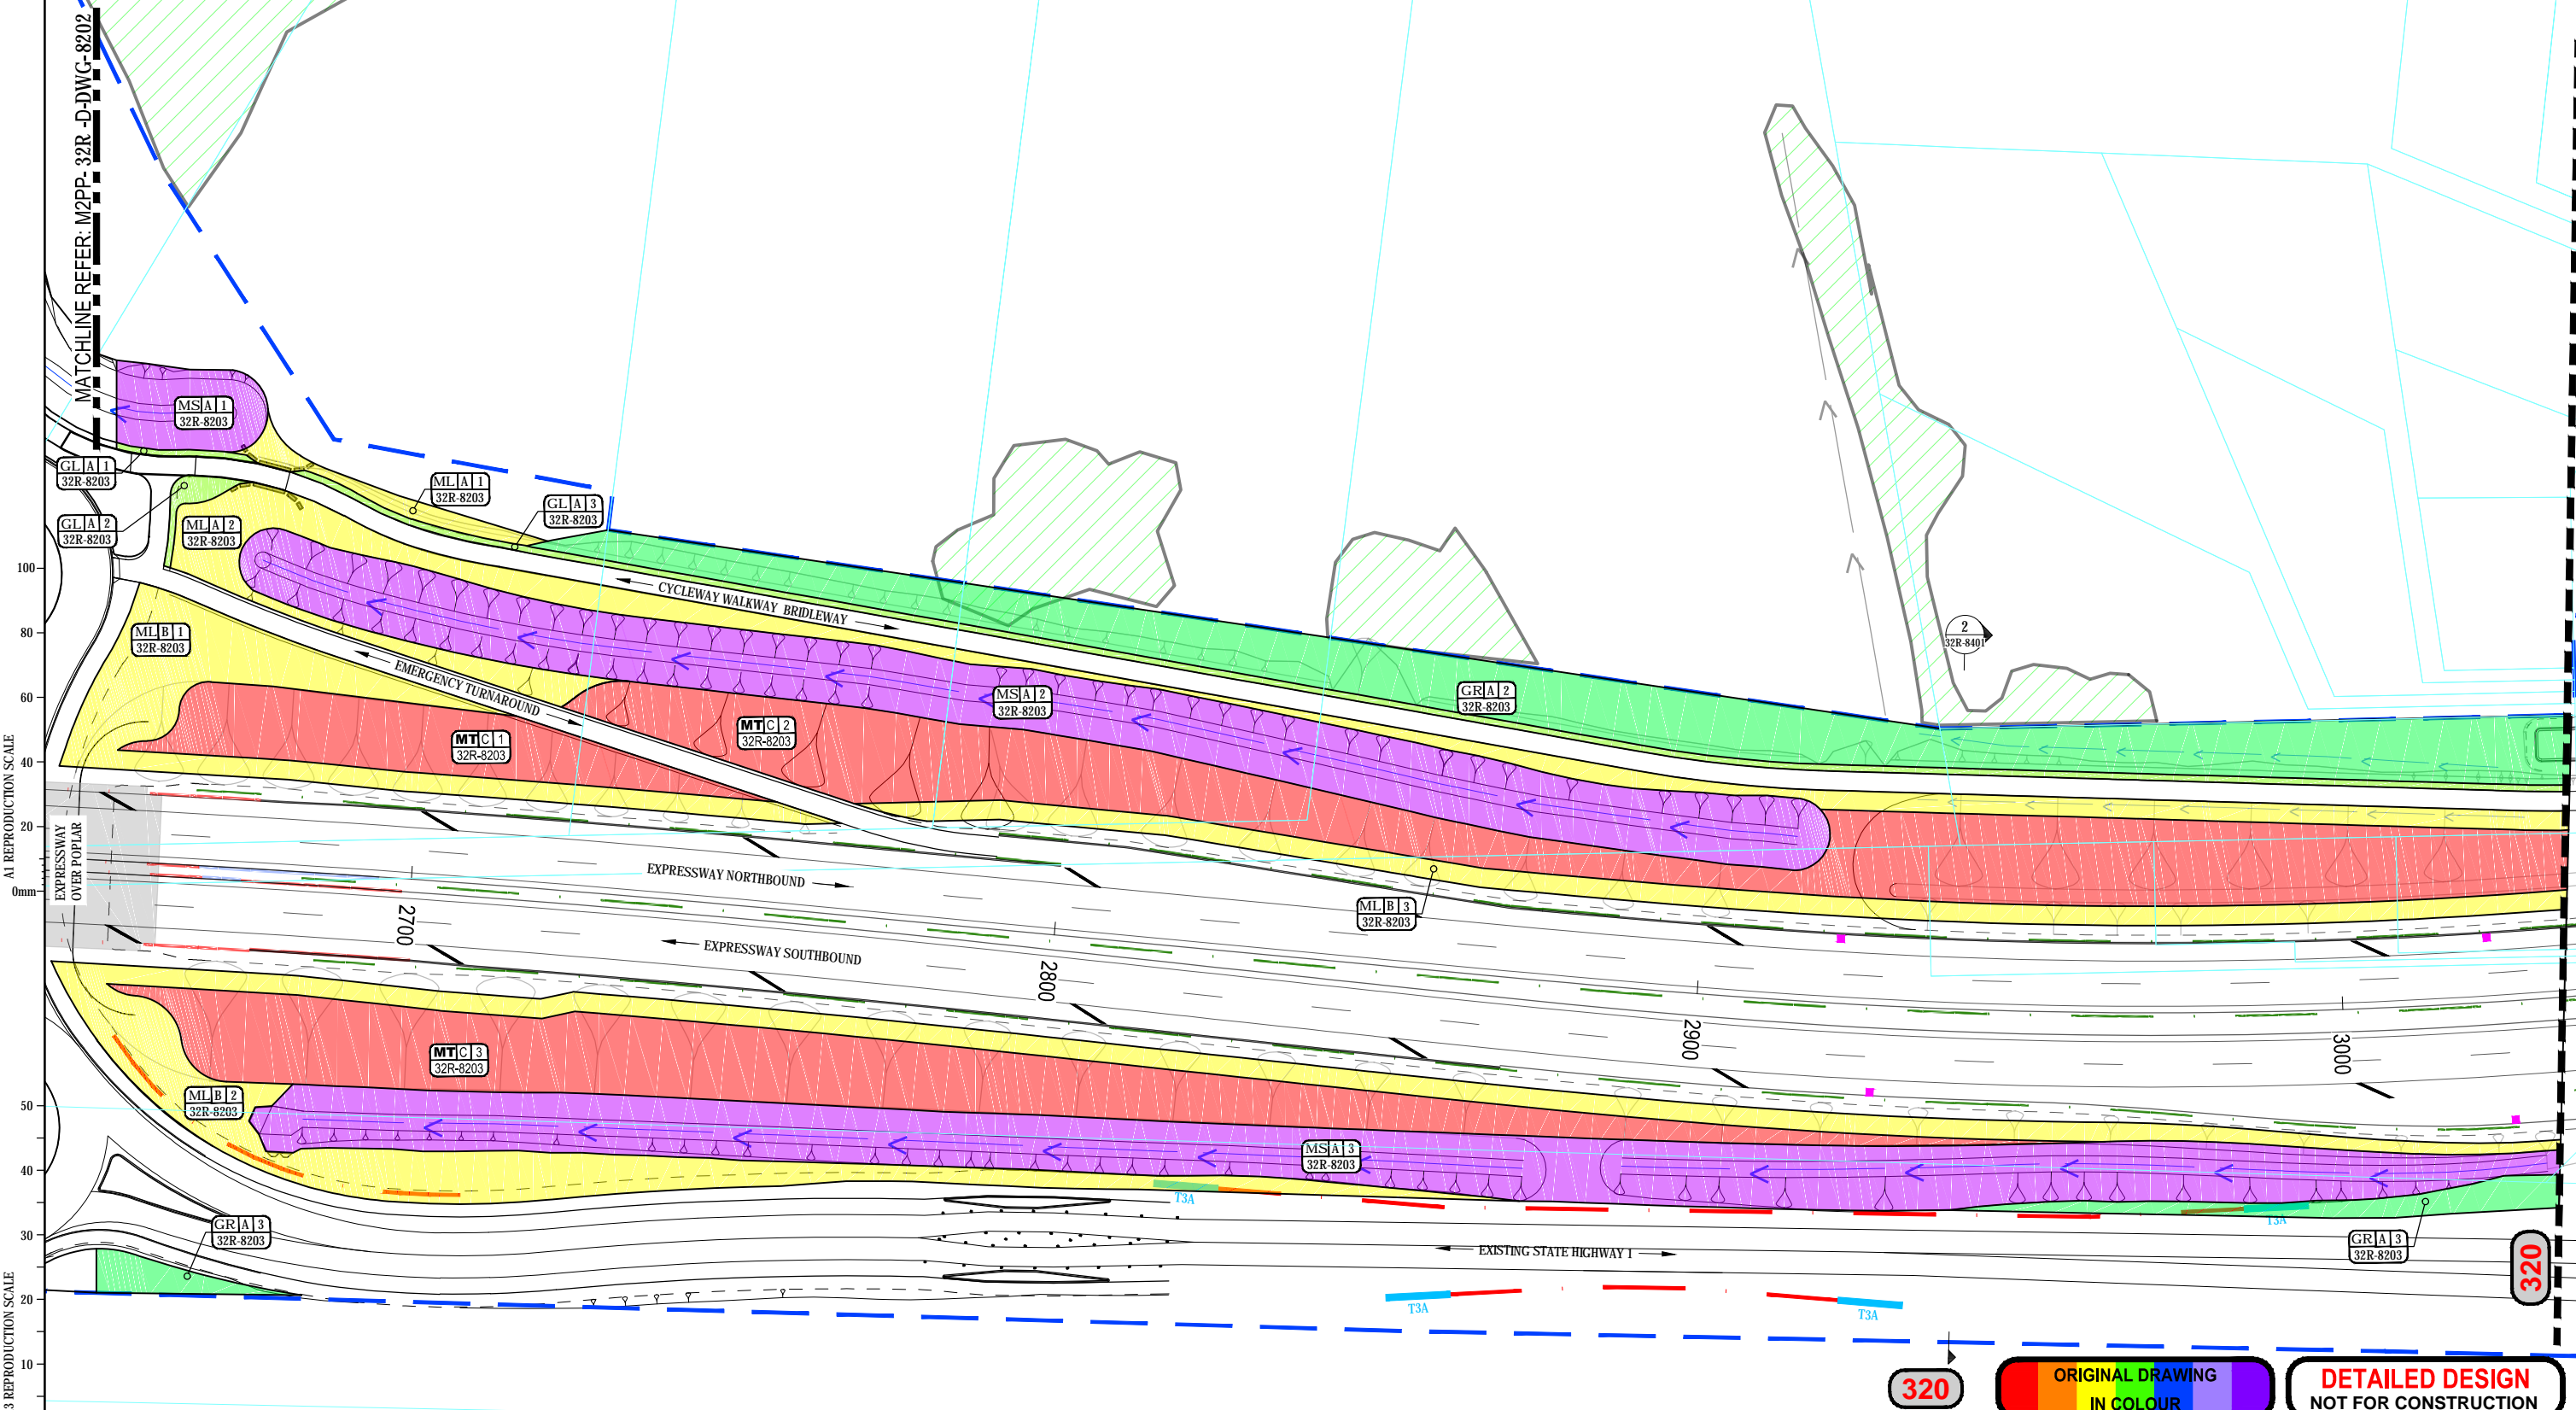 MATCHLINE REFER: M2PP- 32R -D-DWG-8202
MS A 1
32R-8203
GL A 1
32R-8203
ML A 1
32R-8203
GL A 3
32R-8203
GL A 2
32R-8203
ML A 2
32R-8203
CYCLEWAY WALKWAY BRIDLEWAY
2
32R-8401
ML B 1
32R-8203
EMERGENCY TURNAROUND
MS A 2
32R-8203
GR A 2
32R-8203
MT C 1
32R-8203
MT C 2
32R-8203
100
80
60
40
20
0mm
A1 REPRODUCTION SCALE
EXPRESSWAY
OVER POPLAR
EXPRESSWAY NORTHBOUND
ML B 3
32R-8203
2700
EXPRESSWAY SOUTHBOUND
2800
2900
3000
MT C 3
32R-8203
ML B 2
32R-8203
MS A 3
32R-8203
T3A
T3A
GR A 3
32R-8203
EXISTING STATE HIGHWAY 1
GR A 3
32R-8203
T3A
T3A
50
40
30
20
10
3 REPRODUCTION SCALE
320
320
ORIGINAL DRAWING
IN COLOUR
DETAILED DESIGN
NOT FOR CONSTRUCTION